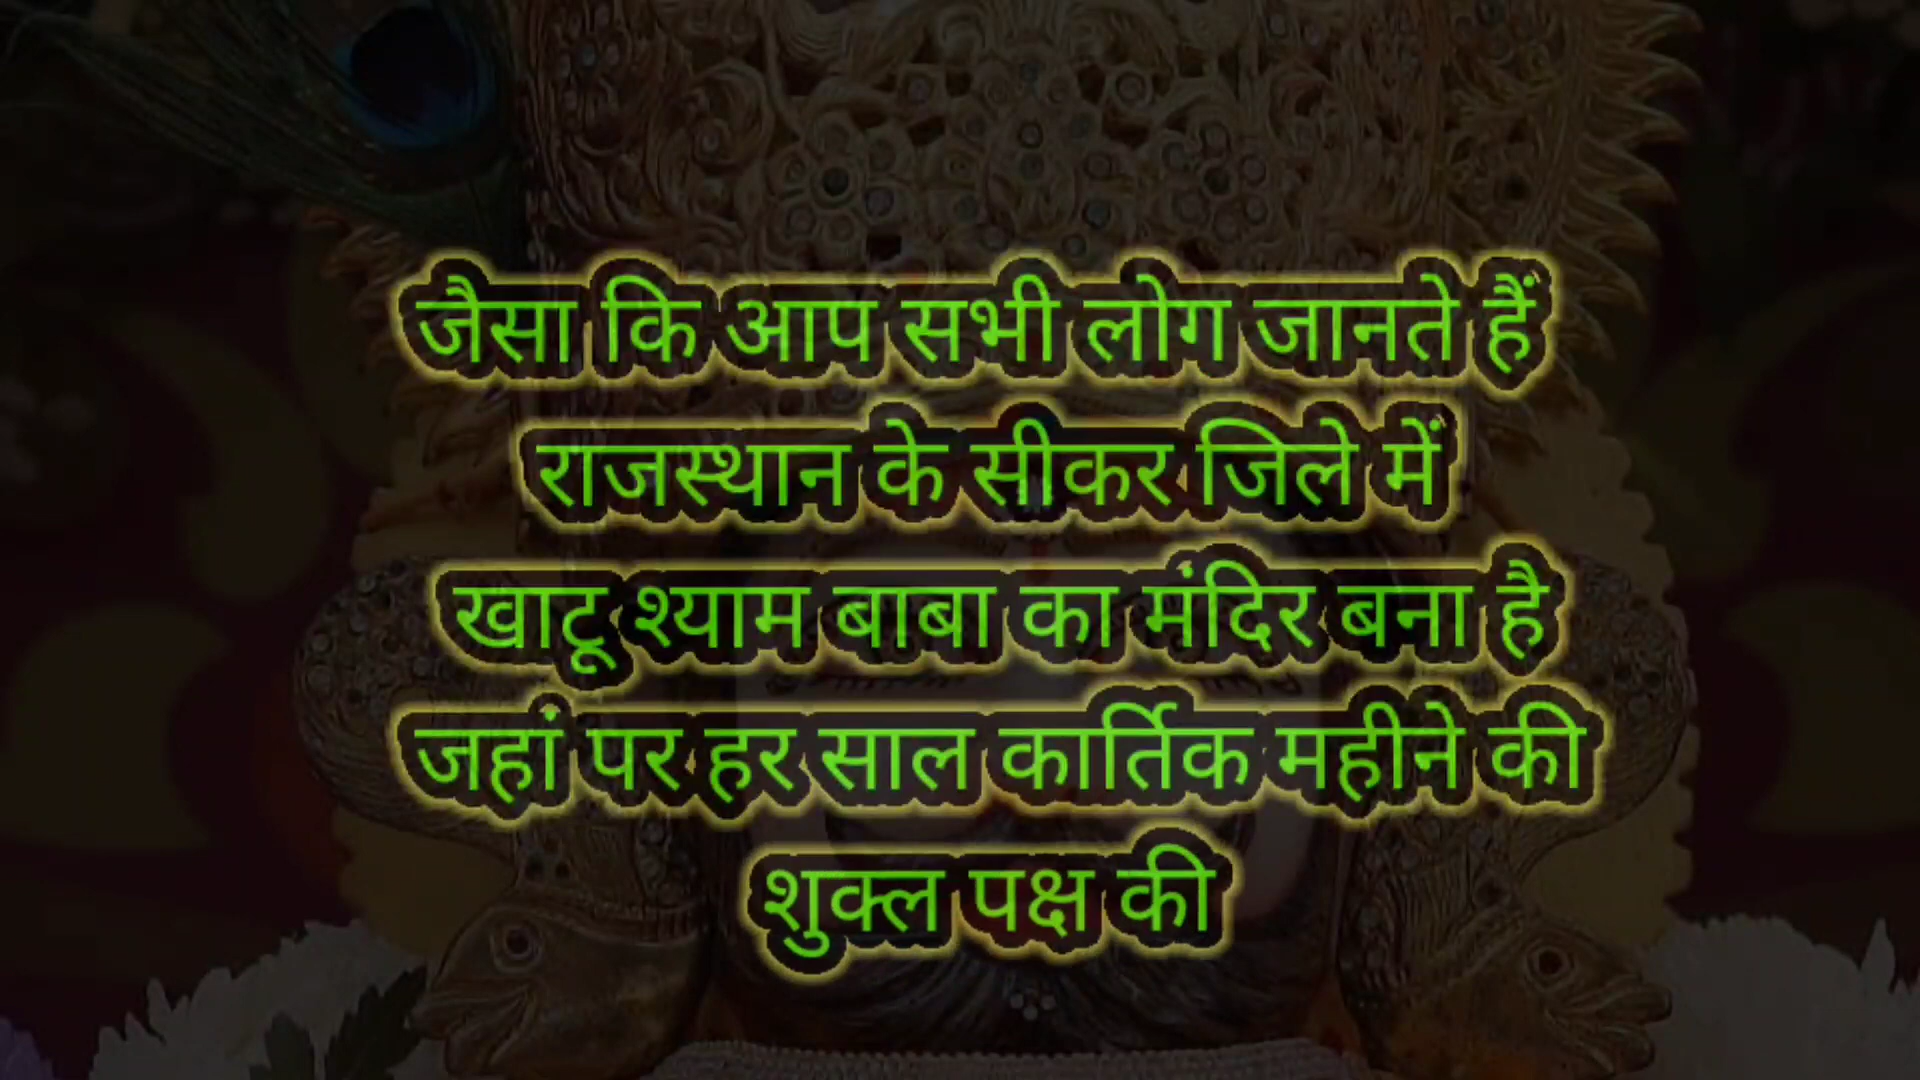 जैसा कि आप सभी लोग जानते हैं
राजस्थान के सीकर जिले में
खाटू श्याम बाबा का मंदिर बना है
जहां पर हर साल कार्तिक महीने की
शुक्ल पक्ष की